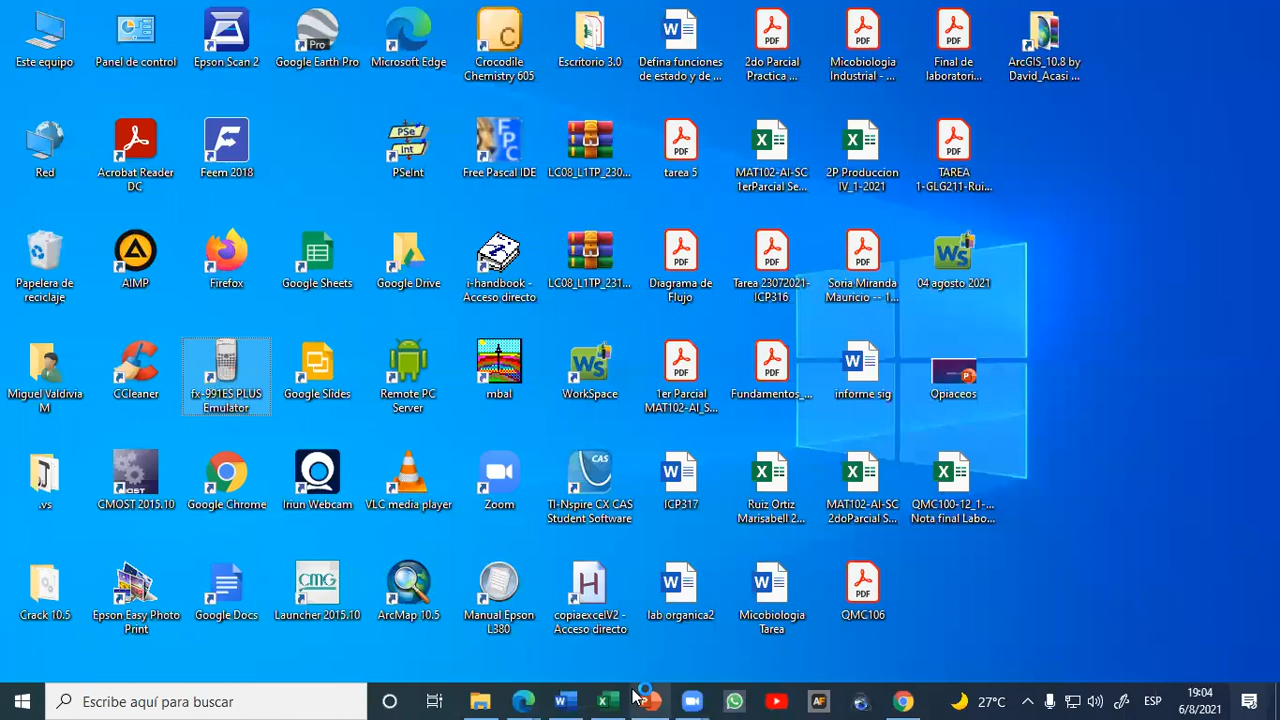 Este equipo
Panel de control
Epson Scan 2
Google Earth Pro
Microsoft Edge
Crocodile
Chemistry 605
Escritorio 3.0
Defina funciones
de estado y de ...
2do Parcial
Practica ...
Micobiologia
Industrial - ...
Final de
laboratori...
ArcGIS_10.8 by
David_Acasi ...
Red
Acrobat Reader
DC
Feem 2018
PSeInt
Free Pascal IDE
LC08_L1TP_230...
tarea 5
MAT102-AI-SC
1erParcial Se...
2P Produccion
IV_1-2021
TAREA
1-GLG211-Rui...
Papelera de
reciclaje
AIMP
Firefox
Google Sheets
Google Drive
i-handbook -
Acceso directo
LC08_L1TP_231...
Diagrama de
Flujo
Tarea 23072021-
ICP316
Soria Miranda
Mauricio -- 1...
04 agosto 2021
Miguel Valdivia
M
CCleaner
fx-991ES PLUS
Emulator
Google Slides
Remote PC
Server
mbal
WorkSpace
1er Parcial
MAT102-AI_S...
Fundamentos_...
informe sig
Opiaceos
.vs
CMOST 2015.10
Google Chrome
Iriun Webcam
VLC media player
Zoom
TI-Nspire CX CAS
Student Software
ICP317
Ruiz Ortiz
Marisabell 2...
MAT102-AI-SC
2doParcial S...
QMC100-12_1-...
Nota final Labo...
Crack 10.5
Epson Easy Photo
Print
Google Docs
Launcher 2015.10
ArcMap 10.5
Manual Epson
L380
copiaexcelV2 -
Acceso directo
lab organica2
Micobiologia
Tarea
QMC106
Escribe aquí para buscar
27°C
ESP
19:04
6/8/2021